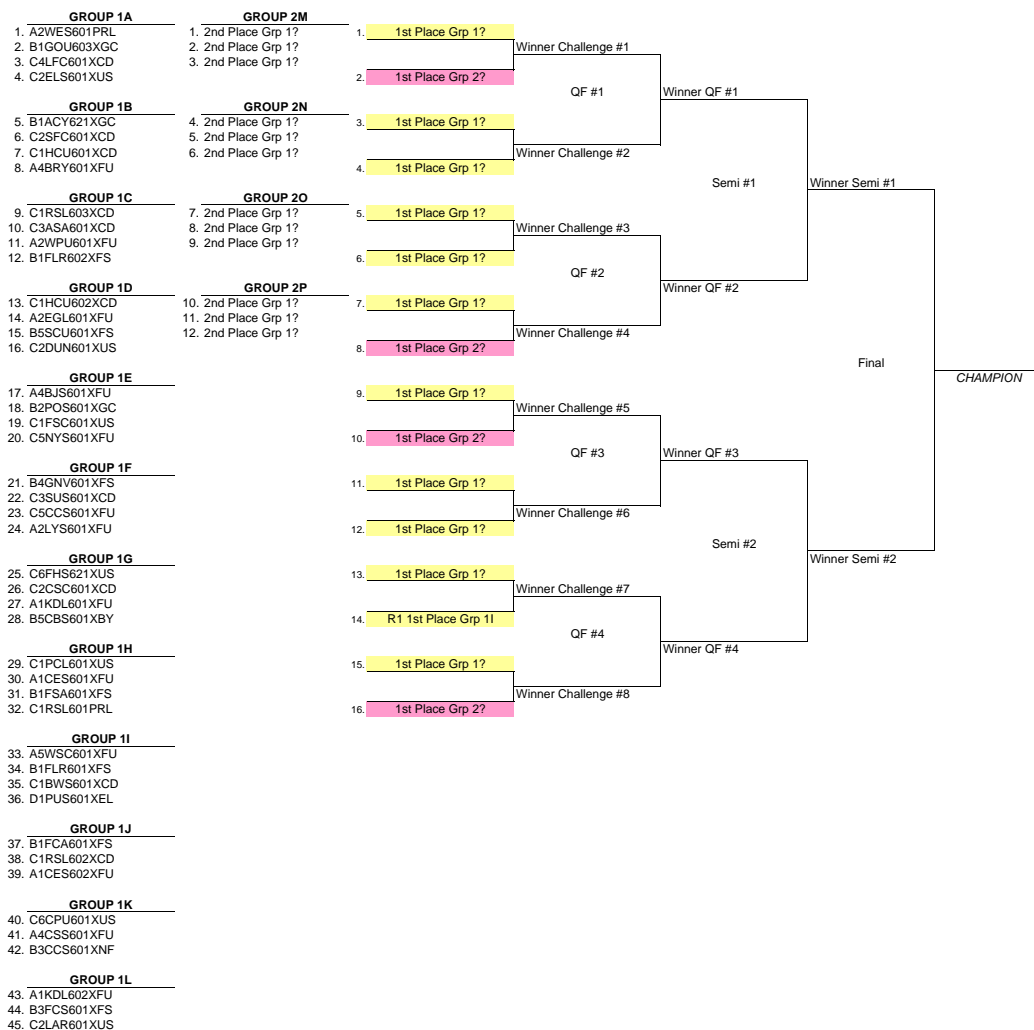 GROUP 1A
1. A2WES601PRL
2. B1GOU603XGC
3. C4LFC601XCD
4. C2ELS601XUS
GROUP 1B
5. B1ACY621XGC
6. C2SFC601XCD
7. C1HCU601XCD
8. A4BRY601XFU
GROUP 1C
9. C1RSL603XCD
10. C3ASA601XCD
11. A2WPU601XFU
12. B1FLR602XFS
GROUP 1D
13. C1HCU602XCD
14. A2EGL601XFU
15. B5SCU601XFS
16. C2DUN601XUS
GROUP 1E
17. A4BJS601XFU
18. B2POS601XGC
19. C1FSC601XUS
20. C5NYS601XFU
GROUP 1F
21. B4GNV601XFS
22. C3SUS601XCD
23. C5CCS601XFU
24. A2LYS601XFU
GROUP 1G
25. C6FHS621XUS
26. C2CSC601XCD
27. A1KDL601XFU
28. B5CBS601XBY
GROUP 1H
29. C1PCL601XUS
30. A1CES601XFU
31. B1FSA601XFS
32. C1RSL601PRL
GROUP 1I
33. A5WSC601XFU
34. B1FLR601XFS
35. C1BWS601XCD
36. D1PUS601XEL
GROUP 1J
37. B1FCA601XFS
38. C1RSL602XCD
39. A1CES602XFU
GROUP 1K
40. C6CPU601XUS
41. A4CSS601XFU
42. B3CCS601XNF
GROUP 1L
43. A1KDL602XFU
44. B3FCS601XFS
45. C2LAR601XUS
GROUP 2M
1. 2nd Place Grp 1?
2. 2nd Place Grp 1?
3. 2nd Place Grp 1?
GROUP 2N
4. 2nd Place Grp 1?
5. 2nd Place Grp 1?
6. 2nd Place Grp 1?
GROUP 2O
7. 2nd Place Grp 1?
8. 2nd Place Grp 1?
9. 2nd Place Grp 1?
GROUP 2P
10. 2nd Place Grp 1?
11. 2nd Place Grp 1?
12. 2nd Place Grp 1?
1. 1st Place Grp 1?
2. 1st Place Grp 2?
3. 1st Place Grp 1?
4. 1st Place Grp 1?
5. 1st Place Grp 1?
6. 1st Place Grp 1?
7. 1st Place Grp 1?
8. 1st Place Grp 2?
9. 1st Place Grp 1?
10. 1st Place Grp 2?
11. 1st Place Grp 1?
12. 1st Place Grp 1?
13. 1st Place Grp 1?
14. R1 1st Place Grp 1I
15. 1st Place Grp 1?
16. 1st Place Grp 2?
Winner Challenge #1
QF #1
Winner Challenge #2
Winner Challenge #3
QF #2
Winner Challenge #4
Winner Challenge #5
QF #3
Winner Challenge #6
Winner Challenge #7
QF #4
Winner Challenge #8
Winner QF #1
Semi #1
Winner QF #2
Winner QF #3
Semi #2
Winner QF #4
Winner Semi #1
Final
Winner Semi #2
CHAMPION